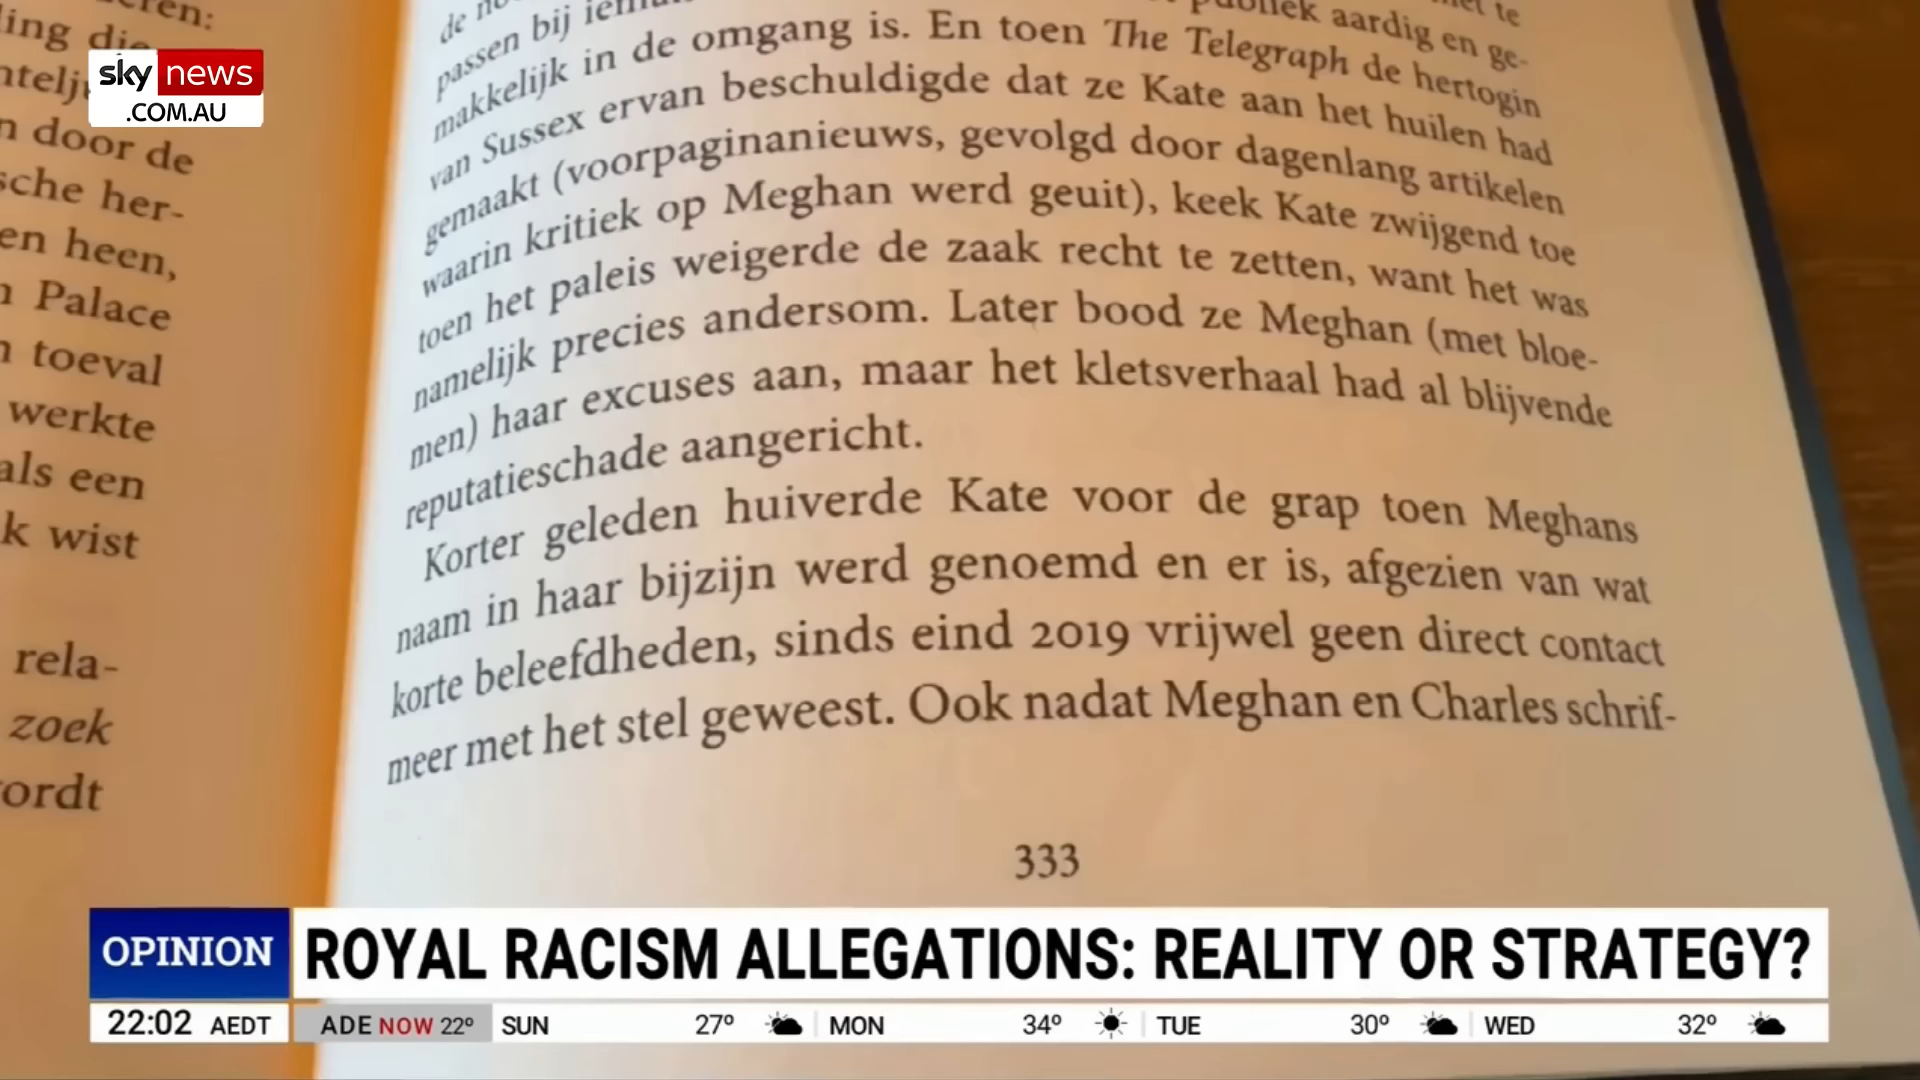 eren:
ling die
ntelj
n door de
sche her-
en heen,
n Palace
n toeval
werkte
als een
k wist
rela-
zoek
ordt
de
passen bij
publiek aardig en ge-
makkelijk in de omgang is. En toen The Telegraph de hertogin
van Sussex ervan beschuldigde dat ze Kate aan het huilen had
gemaakt (voorpaginanieuws, gevolgd door dagenlang artikelen
waarin kritiek op Meghan werd geuit), keek Kate zwijgend toe
toen het paleis weigerde de zaak recht te zetten, want het was
namelijk precies andersom. Later bood ze Meghan (met bloe-
men) haar excuses aan, maar het kletsverhaal had al blijvende
reputatieschade aangericht.
Korter geleden huiverde Kate voor de grap toen Meghans
naam in haar bijzijn werd genoemd en er is, afgezien van wat
korte beleefdheden, sinds eind 2019 vrijwel geen direct contact
meer met het stel geweest. Ook nadat Meghan en Charles schrif-
333
sky news
.COM.AU
OPINION ROYAL RACISM ALLEGATIONS: REALITY OR STRATEGY?
22:02 AEDT ADE NOW 22º SUN 27º MON 34º TUE 30º WED 32º